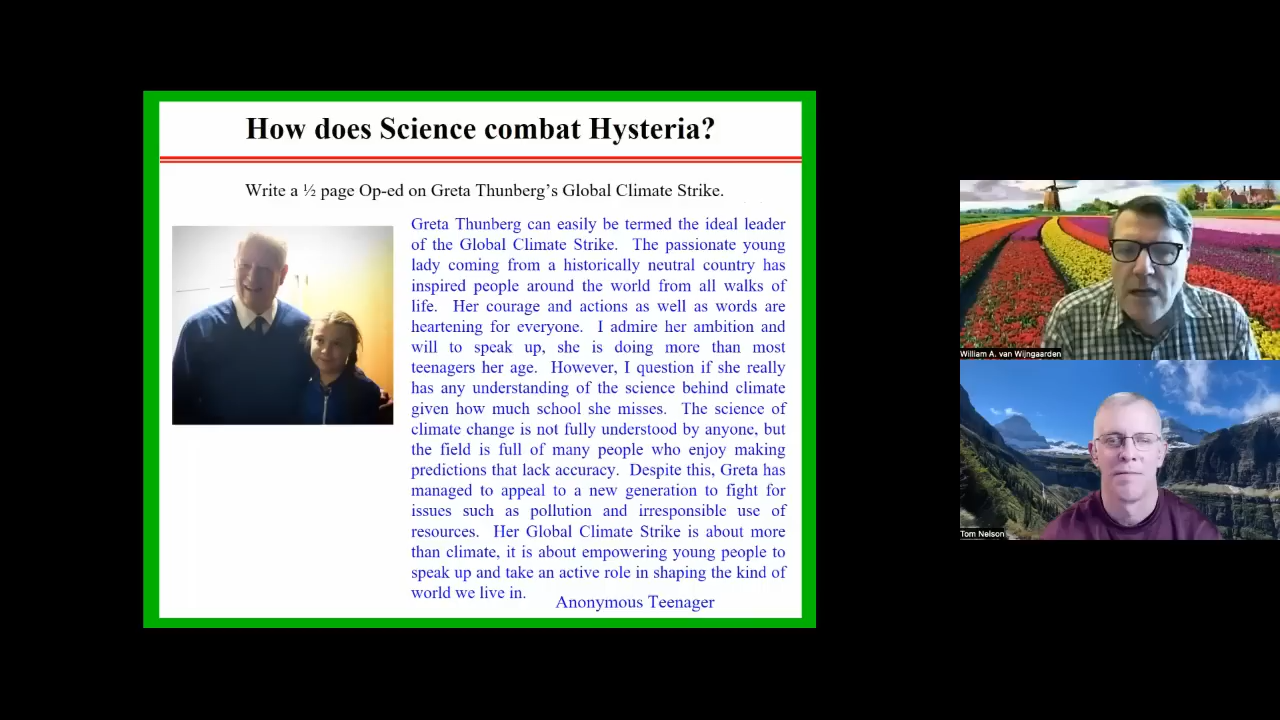 How does Science combat Hysteria?
Write a ½ page Op-ed on Greta Thunberg's Global Climate Strike.
Greta Thunberg can easily be termed the ideal leader
of the Global Climate Strike. The passionate young
lady coming from a historically neutral country has
inspired people around the world from all walks of
life. Her courage and actions as well as words are
heartening for everyone. I admire her ambition and
will to speak up, she is doing more than most
teenagers her age. However, I question if she really
has any understanding of the science behind climate
given how much school she misses. The science of
climate change is not fully understood by anyone, but
the field is full of many people who enjoy making
predictions that lack accuracy. Despite this, Greta has
managed to appeal to a new generation to fight for
issues such as pollution and irresponsible use of
resources. Her Global Climate Strike is about more
than climate, it is about empowering young people to
speak up and take an active role in shaping the kind of
world we live in.
Anonymous Teenager
William A. van Wijngaarden
Tom Nelson